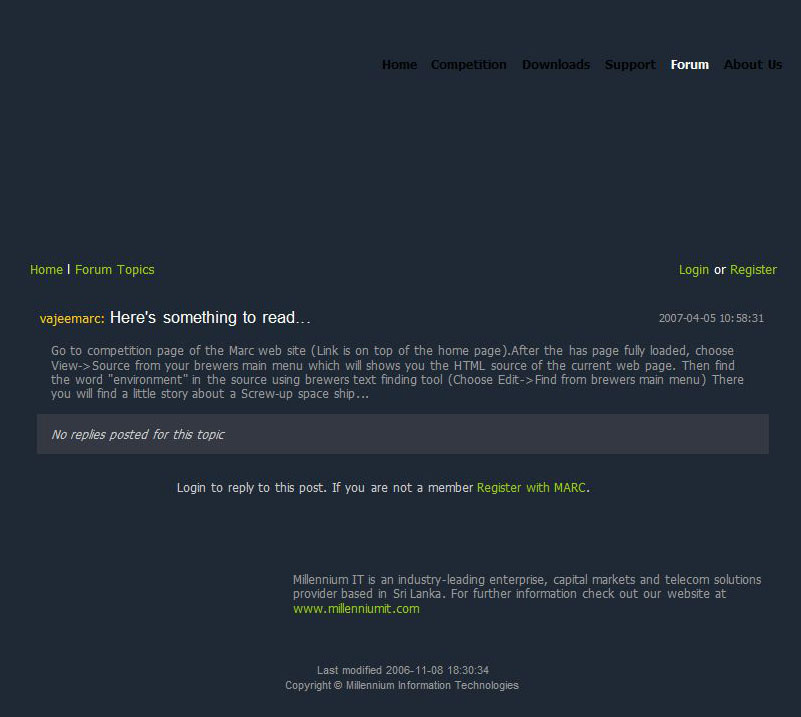 Home Competition Downloads Support Forum About Us
Home | Forum Topics
Login or Register
vajeemarc: Here's something to read...
2007-04-05 10:58:31
Go to competition page of the Marc web site (Link is on top of the home page).After the has page fully loaded, choose
View->Source from your brewers main menu which will shows you the HTML source of the current web page. Then find
the word "environment" in the source using brewers text finding tool (Choose Edit->Find from brewers main menu) There
you will find a little story about a Screw-up space ship...
No replies posted for this topic
Login to reply to this post. If you are not a member Register with MARC.
Millennium IT is an industry-leading enterprise, capital markets and telecom solutions
provider based in Sri Lanka. For further information check out our website at
www.millenniumit.com
Last modified 2006-11-08 18:30:34
Copyright © Millennium Information Technologies